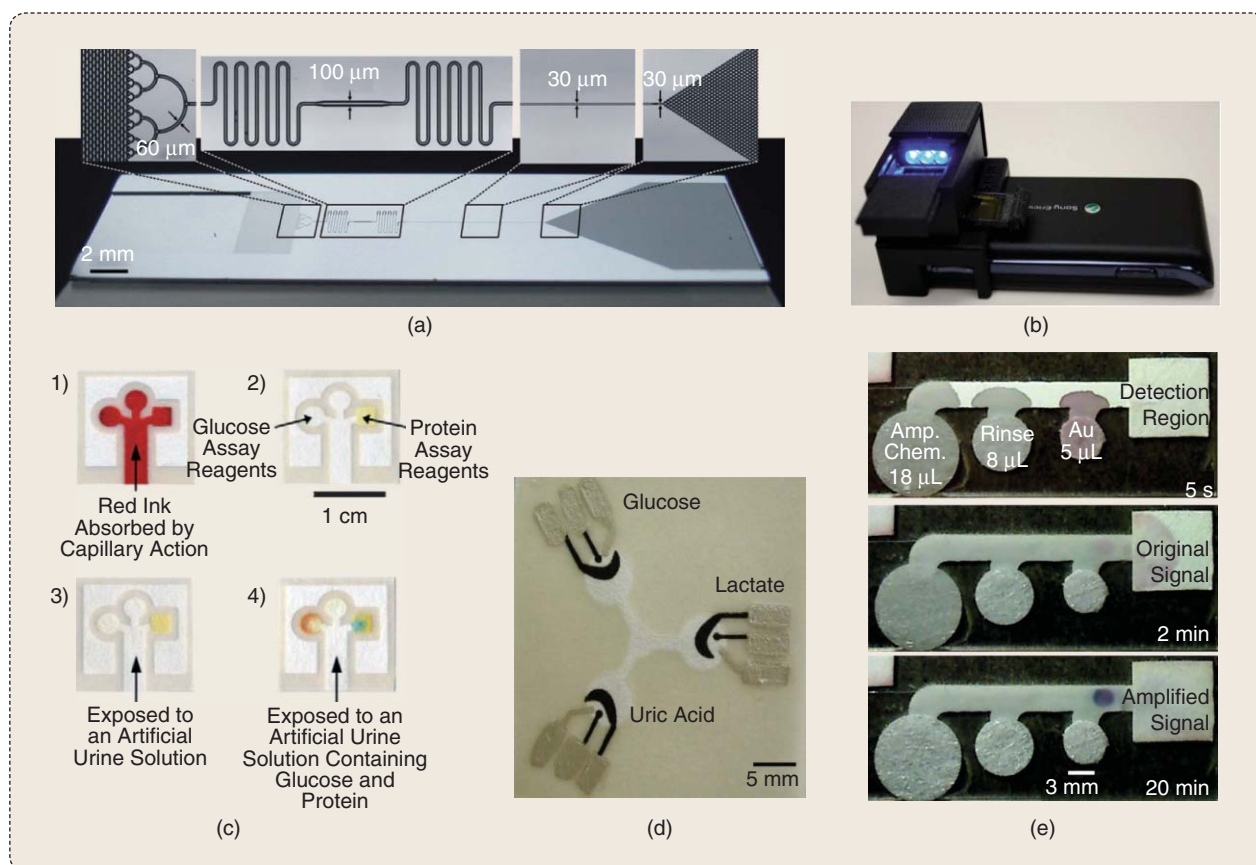 100 μm
30 μm
30 μm
60 μm
2 mm
(a)
Sony Erics
(b)
1)
2)
Glucose
Assay
Reagents
Protein
Assay
Reagents
Red Ink
Absorbed by
Capillary Action
1 cm
3)
4)
Exposed to
an Artificial
Urine Solution
Exposed to an
Artificial Urine
Solution Containing
Glucose and
Protein
(c)
Glucose
Lactate
Uric Acid
5 mm
(d)
Detection
Region
Amp.
Chem.
18 μL
Rinse
8 μL
Au
5 μL
5 s
Original
Signal
2 min
Amplified
Signal
3 mm
20 min
(e)